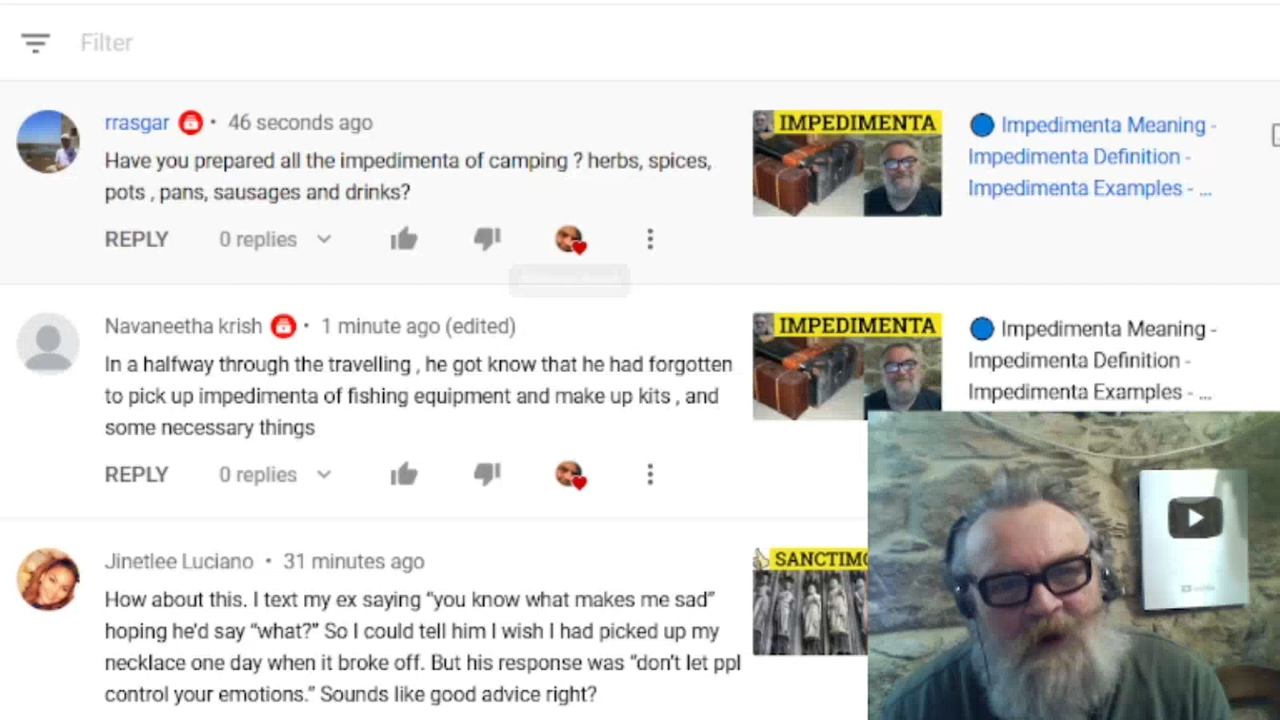 Filter
rrasgar • 46 seconds ago
Have you prepared all the impedimenta of camping ? herbs, spices,
pots , pans, sausages and drinks?
REPLY 0 replies
IMPEDIMENTA
Impedimenta Meaning -
Impedimenta Definition -
Impedimenta Examples - ...
Navaneetha krish • 1 minute ago (edited)
In a halfway through the travelling , he got know that he had forgotten
to pick up impedimenta of fishing equipment and make up kits , and
some necessary things
REPLY 0 replies
IMPEDIMENTA
Impedimenta Meaning -
Impedimenta Definition -
Impedimenta Examples - ...
Jinetlee Luciano • 31 minutes ago
How about this. I text my ex saying “you know what makes me sad”
hoping he'd say “what?” So I could tell him I wish I had picked up my
necklace one day when it broke off. But his response was “don't let ppl
control your emotions.” Sounds like good advice right?
SANCTIMO